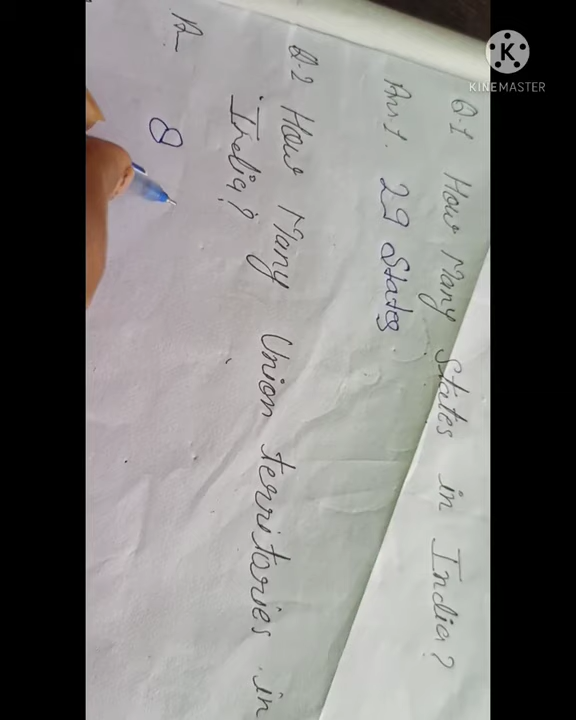 KINEMASTER
Q.1 How Many States in India?
Ans 1. 29 States
Q.2 How Many Union territories in
India?
A
8